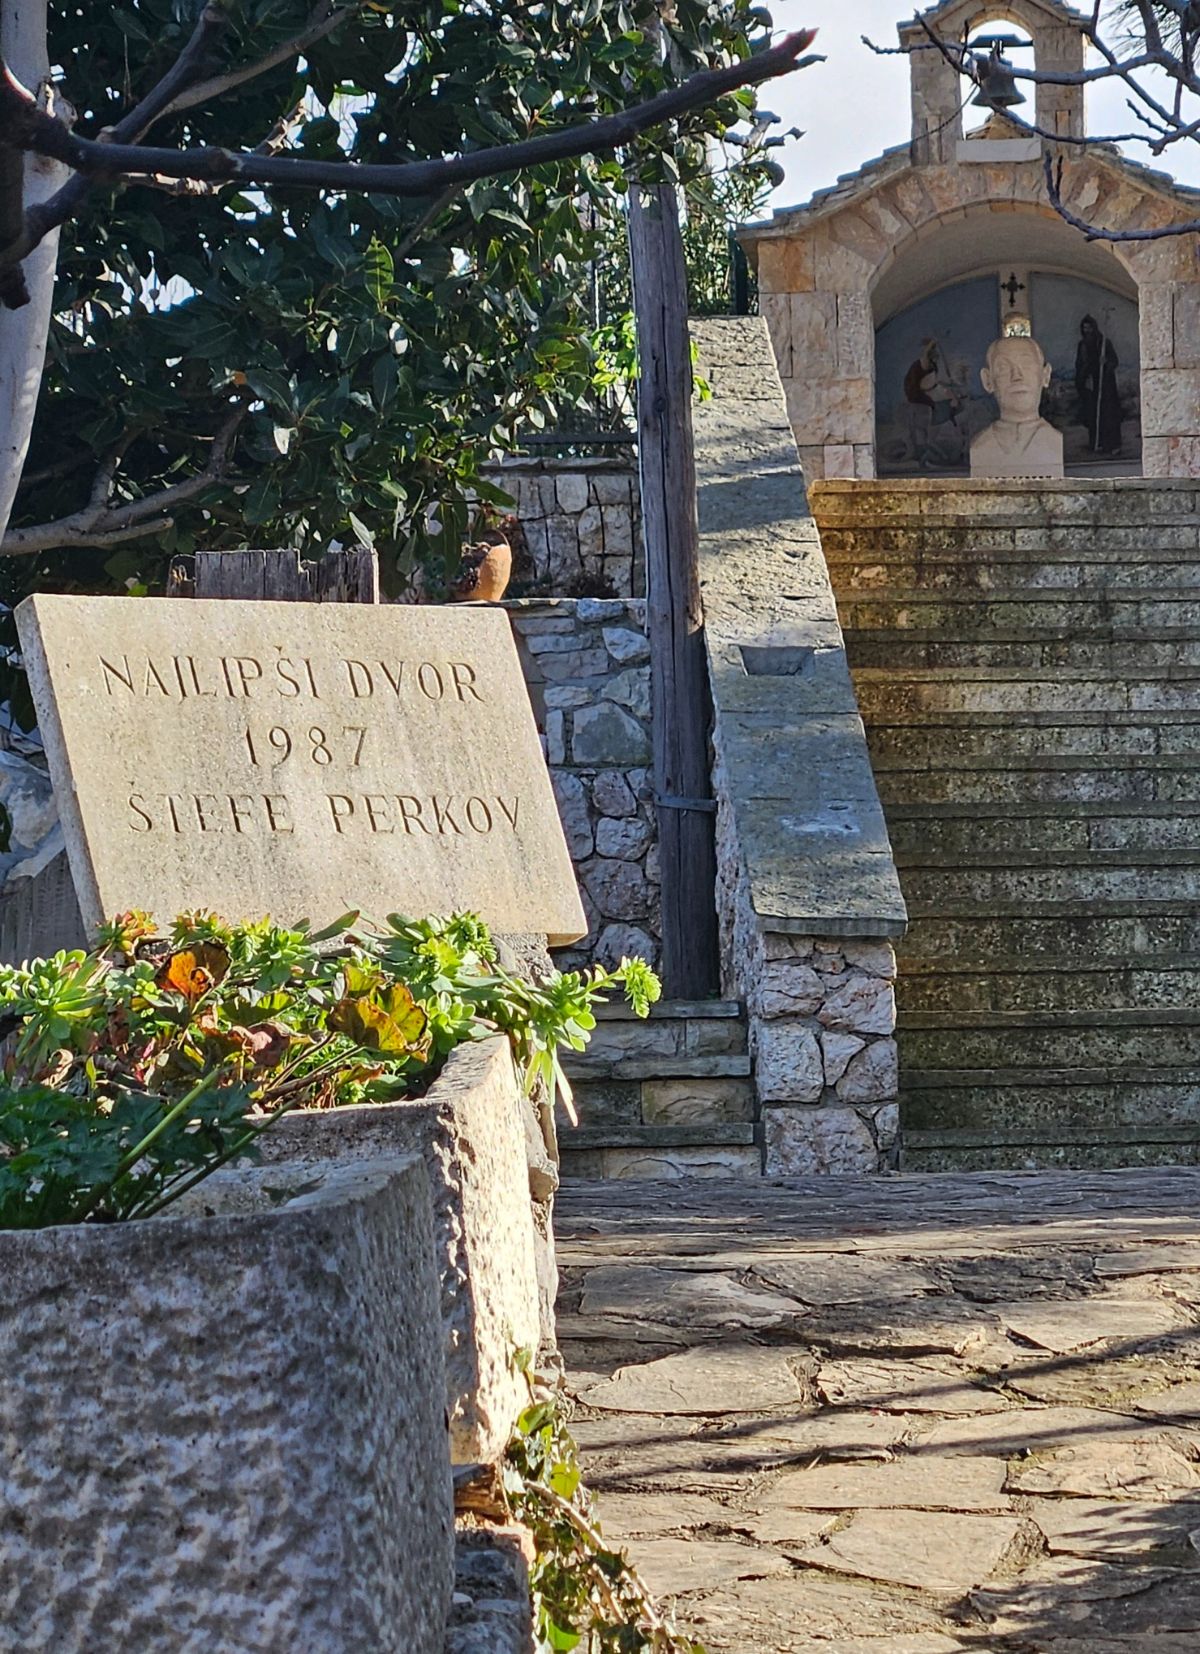 NAJLIPŠI DVOR
1987
ŠTEFE PERKOV